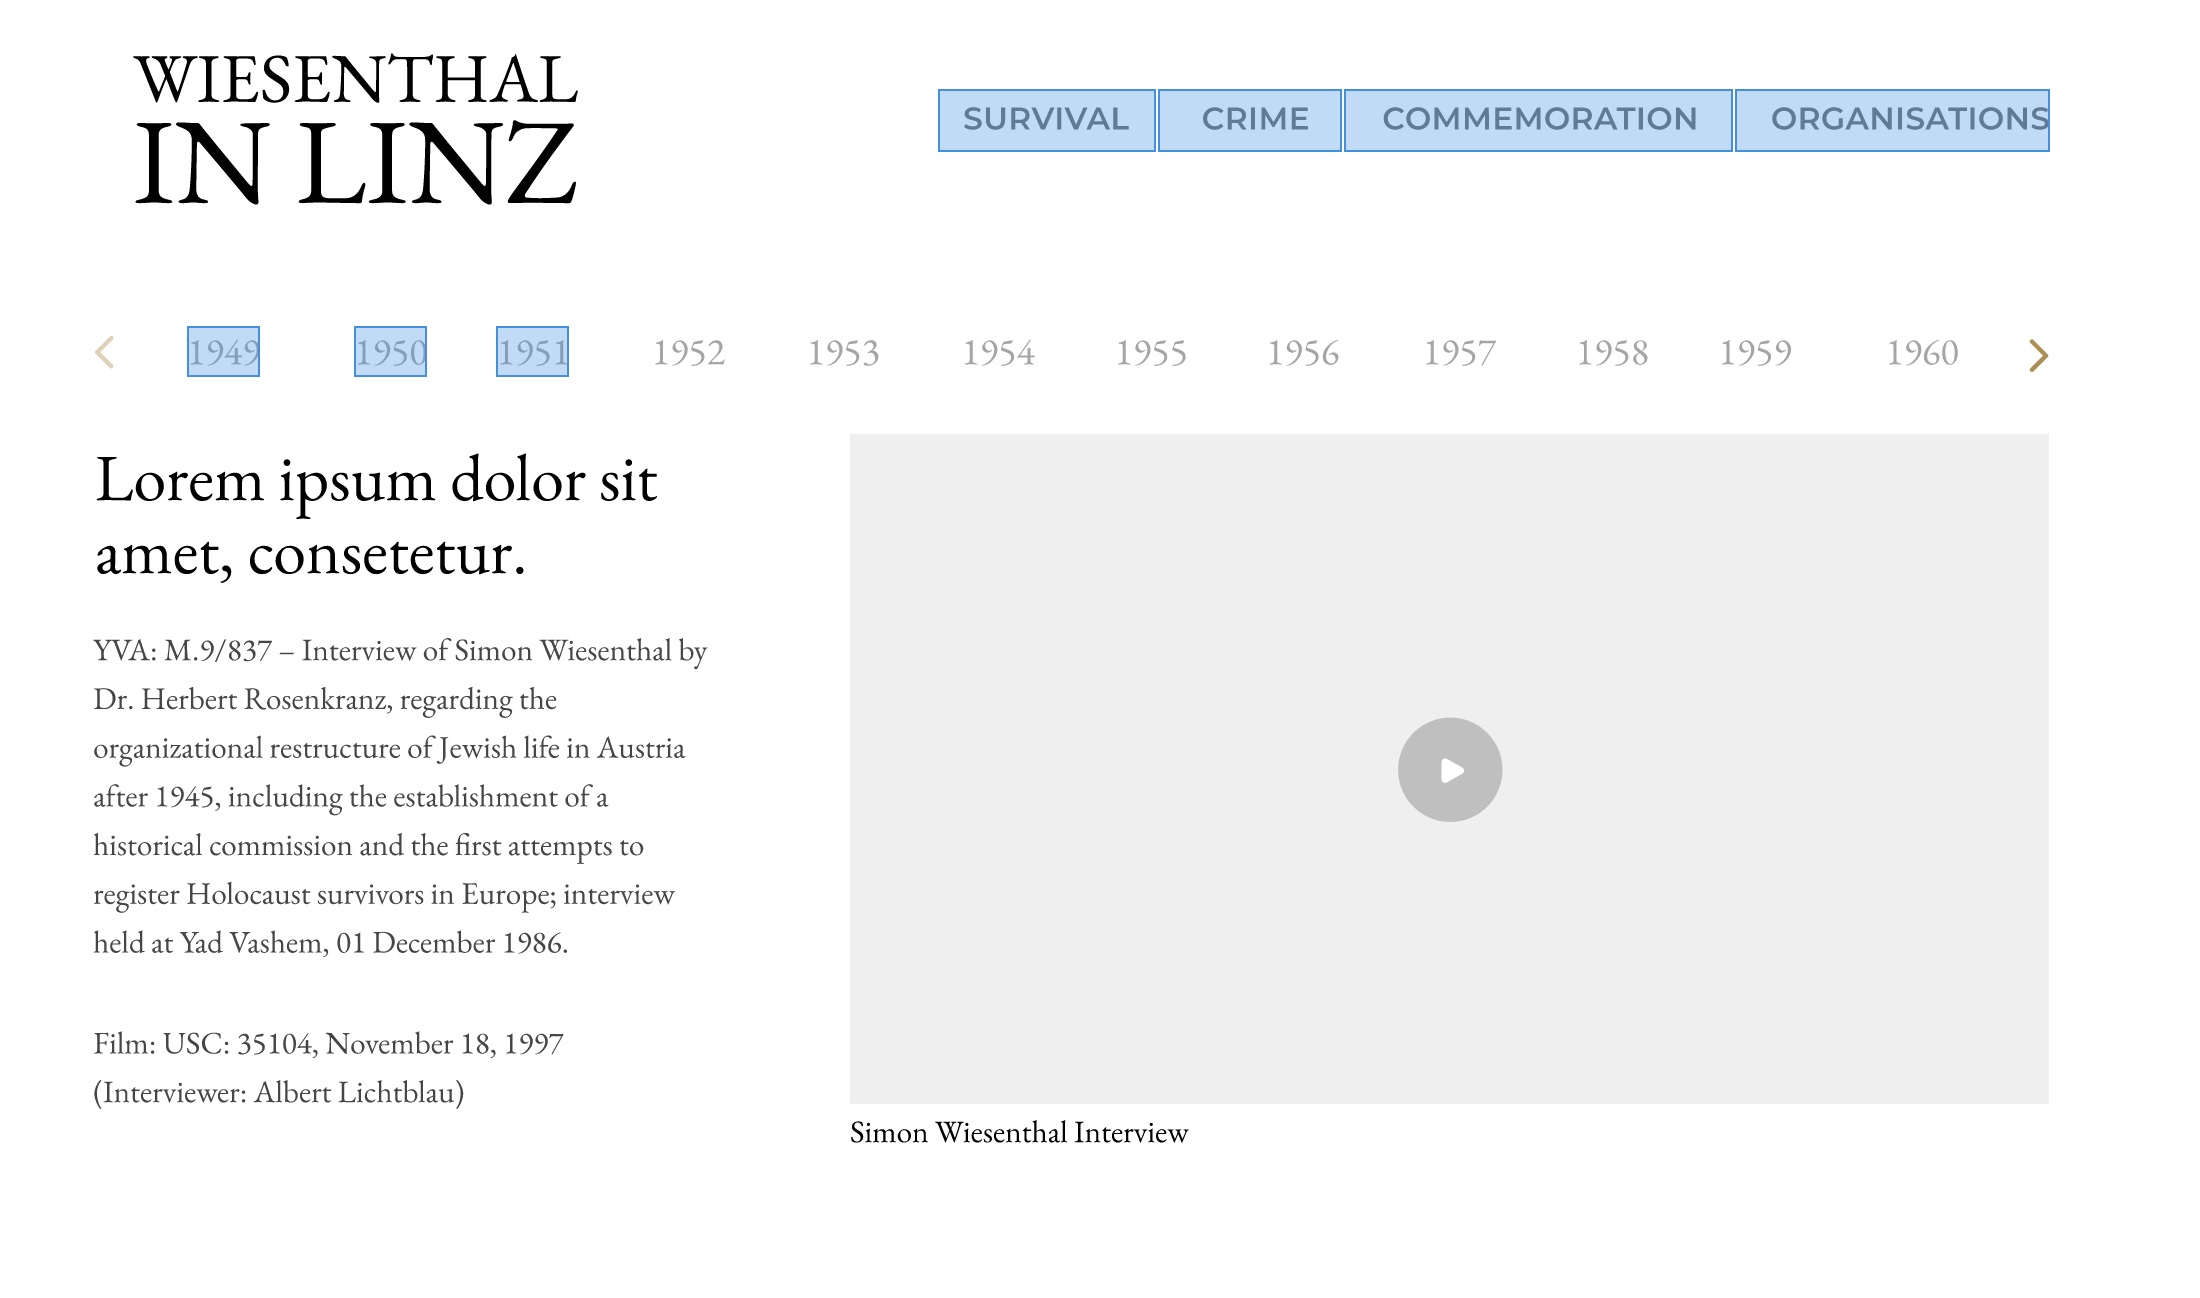 WIESENTHAL
IN LINZ
SURVIVAL CRIME COMMEMORATION ORGANISATIONS
1949 1950 1951 1952 1953 1954 1955 1956 1957 1958 1959 1960
Lorem ipsum dolor sit
amet, consetetur.
YVA: M.9/837 – Interview of Simon Wiesenthal by
Dr. Herbert Rosenkranz, regarding the
organizational restructure of Jewish life in Austria
after 1945, including the establishment of a
historical commission and the first attempts to
register Holocaust survivors in Europe; interview
held at Yad Vashem, 01 December 1986.
Film: USC: 35104, November 18, 1997
(Interviewer: Albert Lichtblau)
Simon Wiesenthal Interview